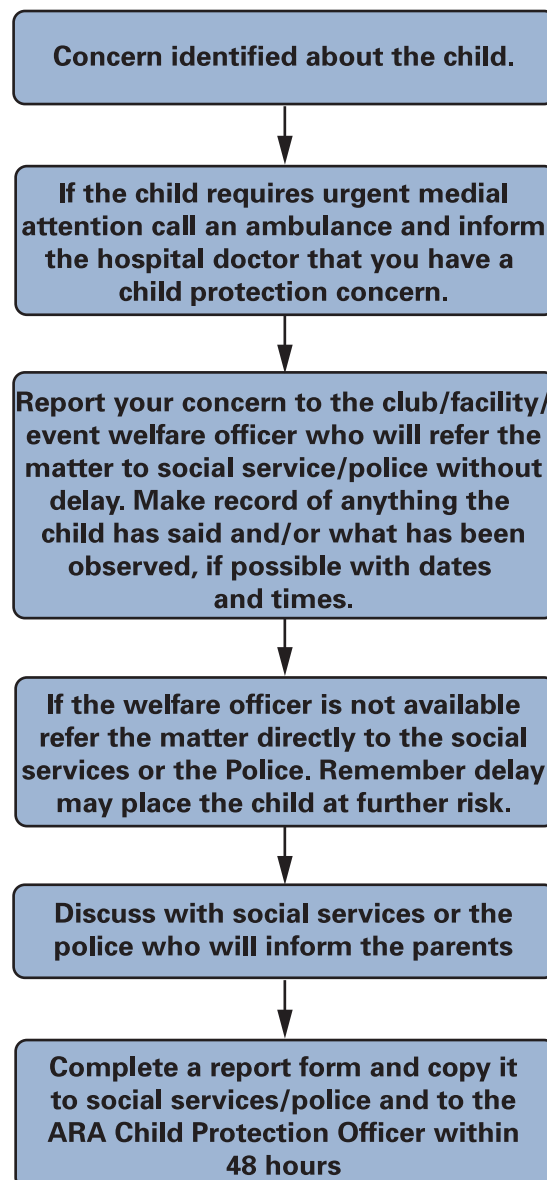 Concern identified about the child.
If the child requires urgent medial
attention call an ambulance and inform
the hospital doctor that you have a
child protection concern.
Report your concern to the club/facility/
event welfare officer who will refer the
matter to social service/police without
delay. Make record of anything the
child has said and/or what has been
observed, if possible with dates
and times.
If the welfare officer is not available
refer the matter directly to the social
services or the Police. Remember delay
may place the child at further risk.
Discuss with social services or the
police who will inform the parents
Complete a report form and copy it
to social services/police and to the
ARA Child Protection Officer within
48 hours